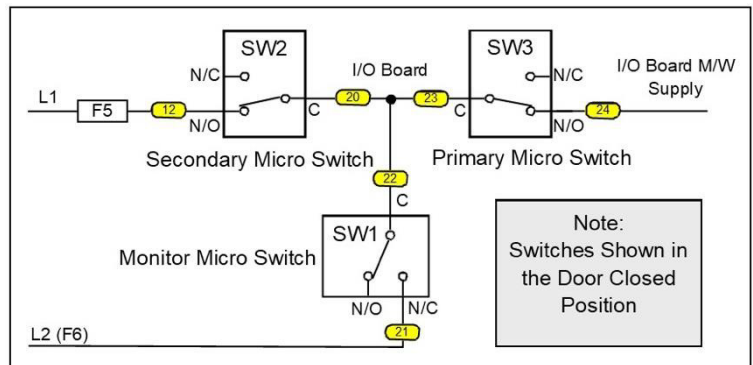 SW2
N/C
L1
F5
12
N/O
C
20
I/O Board
23
C
SW3
N/C
N/O
24
I/O Board M/W
Supply
Secondary Micro Switch
Primary Micro Switch
22
C
SW1
Monitor Micro Switch
N/O
N/C
21
L2 (F6)
Note:
Switches Shown in
the Door Closed
Position